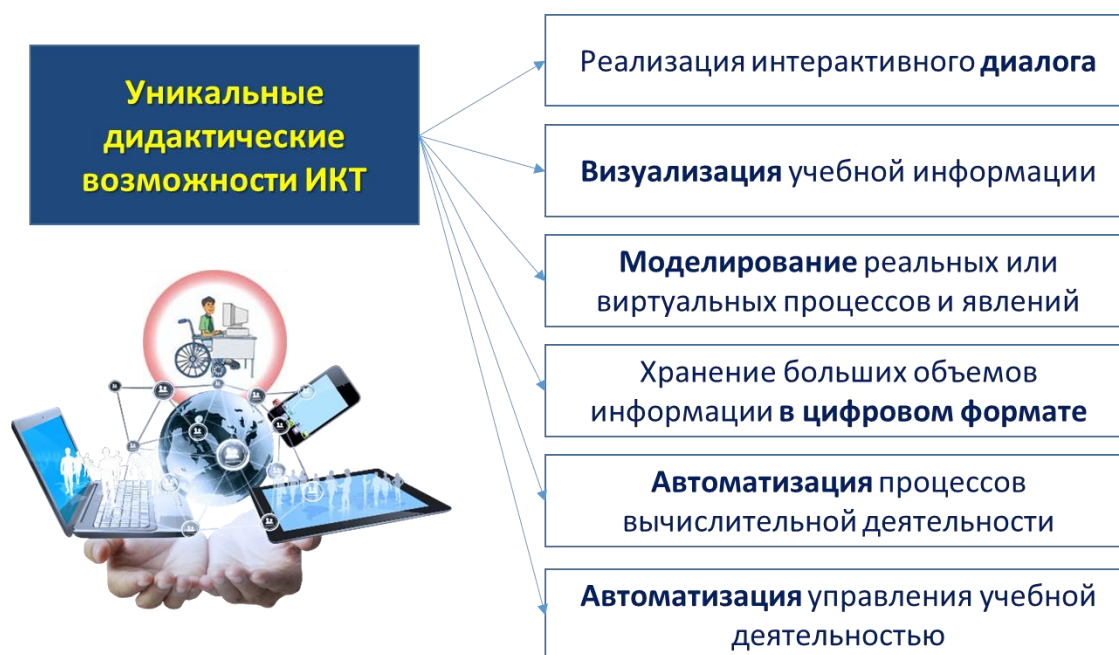 Уникальные
дидактические
возможности ИКТ
Реализация интерактивного диалога
Визуализация учебной информации
Моделирование реальных или
виртуальных процессов и явлений
Хранение больших объемов
информации в цифровом формате
Автоматизация процессов
вычислительной деятельности
Автоматизация управления учебной
деятельностью